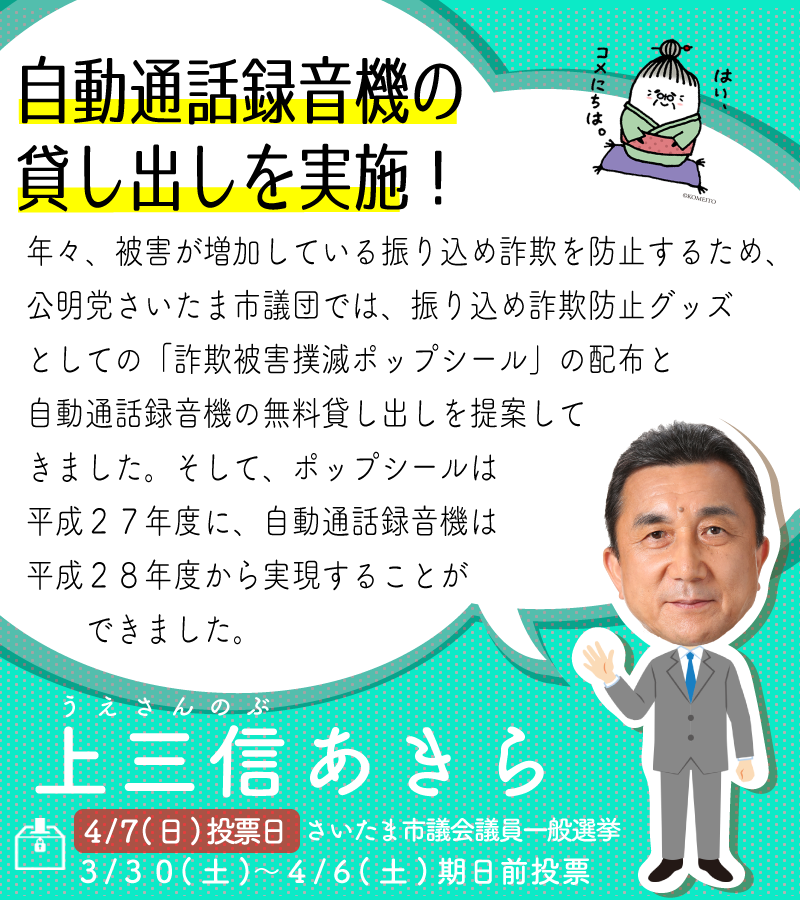 自動通話録音機の
貸し出しを実施！
はい、
コメにちは。
©KOMEITO
年々、被害が増加している振り込め詐欺を防止するため、
公明党さいたま市議団では、振り込め詐欺防止グッズ
としての「詐欺被害撲滅ポップシール」の配布と
自動通話録音機の無料貸し出しを提案して
きました。そして、ポップシールは
平成２７年度に、自動通話録音機は
平成２８年度から実現することが
できました。
うえさんのぶ
上三信あきら
4/7(日)投票日 さいたま市議会議員一般選挙
3/30(土)～4/6(土)期日前投票